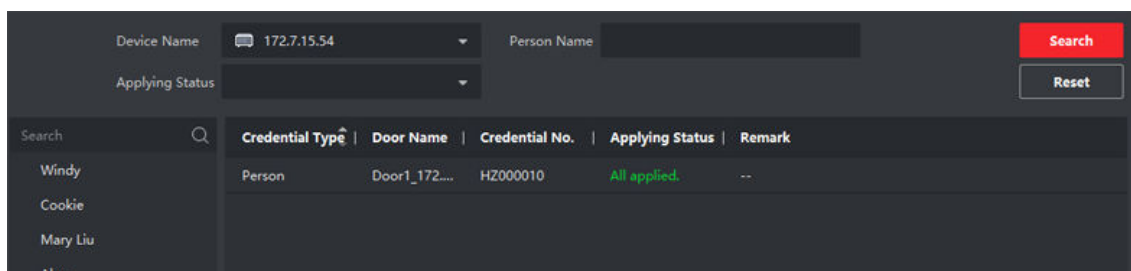 Device Name 172.7.15.54 Person Name Search
Applying Status Reset
Search Credential Type | Door Name | Credential No. | Applying Status | Remark
Windy Person Door1_172.... HZ000010 All applied. --
Cookie
Mary Liu